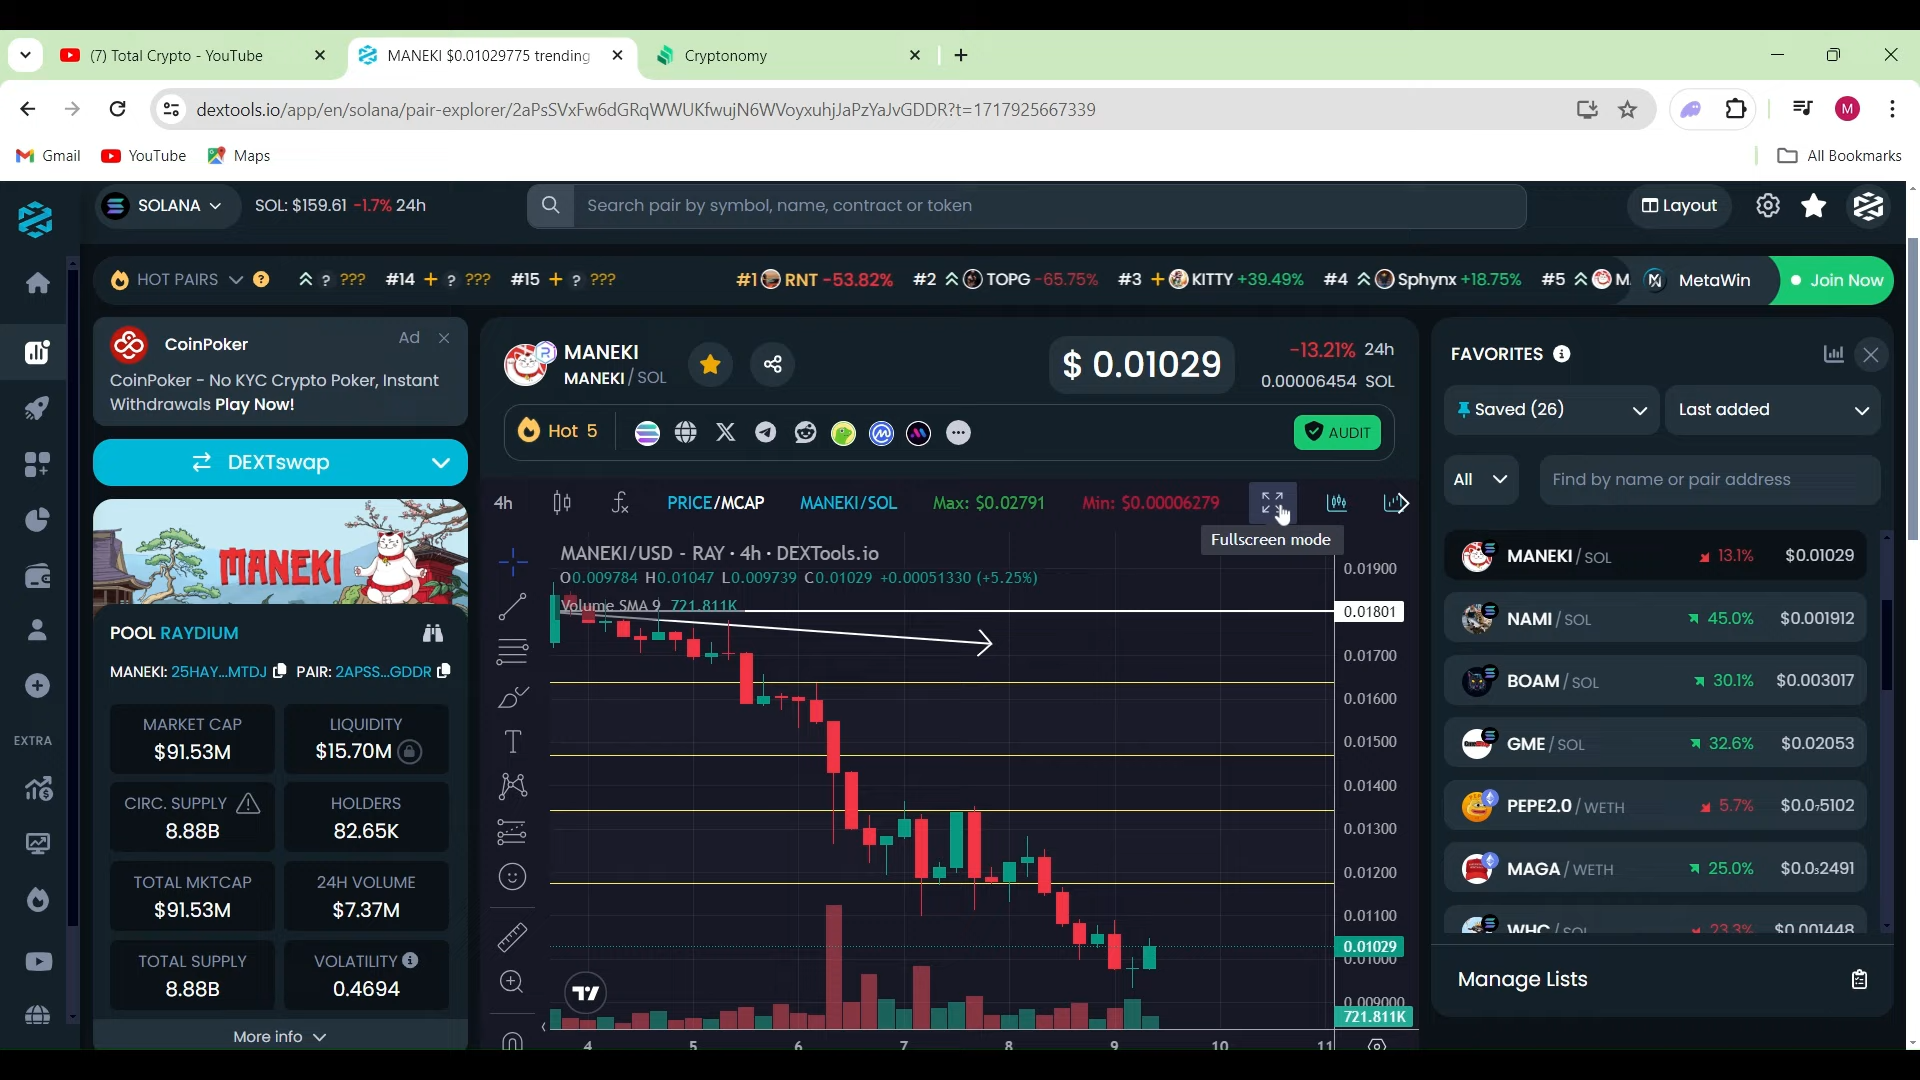 (7) Total Crypto - YouTube
MANEKI $0.01029775 trending
Cryptonomy
dextools.io/app/en/solana/pair-explorer/2aPsSVxFw6dGRqWWUKfwujN6WVoyxuhjJaPzYaJvGDDR?t=1717925667339
M
Gmail
YouTube
Maps
All Bookmarks
SOLANA
SOL: $159.61 -1.7% 24h
Search pair by symbol, name, contract or token
Layout
HOT PAIRS ?
? ??? #14 + ? ??? #15 + ? ???
#1 RNT -53.82% #2 TOPG -65.75% #3 + KITTY +39.49% #4 Sphynx +18.75% #5 M
MetaWin
Join Now
CoinPoker
Ad
CoinPoker - No KYC Crypto Poker, Instant
Withdrawals Play Now!
DEXTswap
MANEKI
POOL RAYDIUM
MANEKI: 25HAY...MTDJ PAIR: 2APSS...GDDR
MARKET CAP
$91.53M
LIQUIDITY
$15.70M
CIRC. SUPPLY
8.88B
HOLDERS
82.65K
TOTAL MKTCAP
$91.53M
24H VOLUME
$7.37M
TOTAL SUPPLY
8.88B
VOLATILITY
0.4694
More info
EXTRA
MANEKI
MANEKI/SOL
$ 0.01029
-13.21% 24h
0.00006454 SOL
Hot 5
AUDIT
4h
PRICE/MCAP
MANEKI/SOL
Max: $0.02791
Min: $0.00006279
Fullscreen mode
MANEKI/USD - RAY · 4h · DEXTools.io
O0.009784 H0.01047 L0.009739 C0.01029 +0.00051330 (+5.25%)
Volume SMA 9 721.811K
0.01900
0.01801
0.01700
0.01600
0.01500
0.01400
0.01300
0.01200
0.01100
0.01029
0.01000
0.009000
721.811K
4 5 6 7 8 9 10 11
FAVORITES
Saved (26)
Last added
All
Find by name or pair address
MANEKI/SOL 13.1% $0.01029
NAMI/SOL 45.0% $0.001912
BOAM/SOL 30.1% $0.003017
GME/SOL 32.6% $0.02053
PEPE2.0/WETH 5.7% $0.0₇5102
MAGA/WETH 25.0% $0.0₅2491
WHC/SOL 23.3% $0.001448
Manage Lists